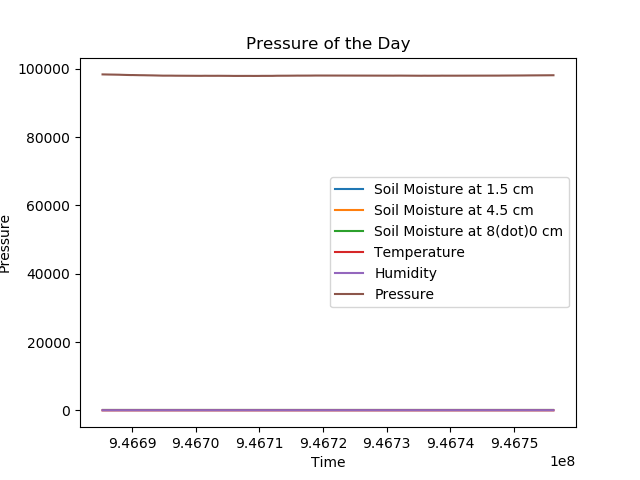 Pressure of the Day
100000
80000
60000
40000
20000
0
Pressure
Soil Moisture at 1.5 cm
Soil Moisture at 4.5 cm
Soil Moisture at 8(dot)0 cm
Temperature
Humidity
Pressure
9.4669 9.4670 9.4671 9.4672 9.4673 9.4674 9.4675
1e8
Time